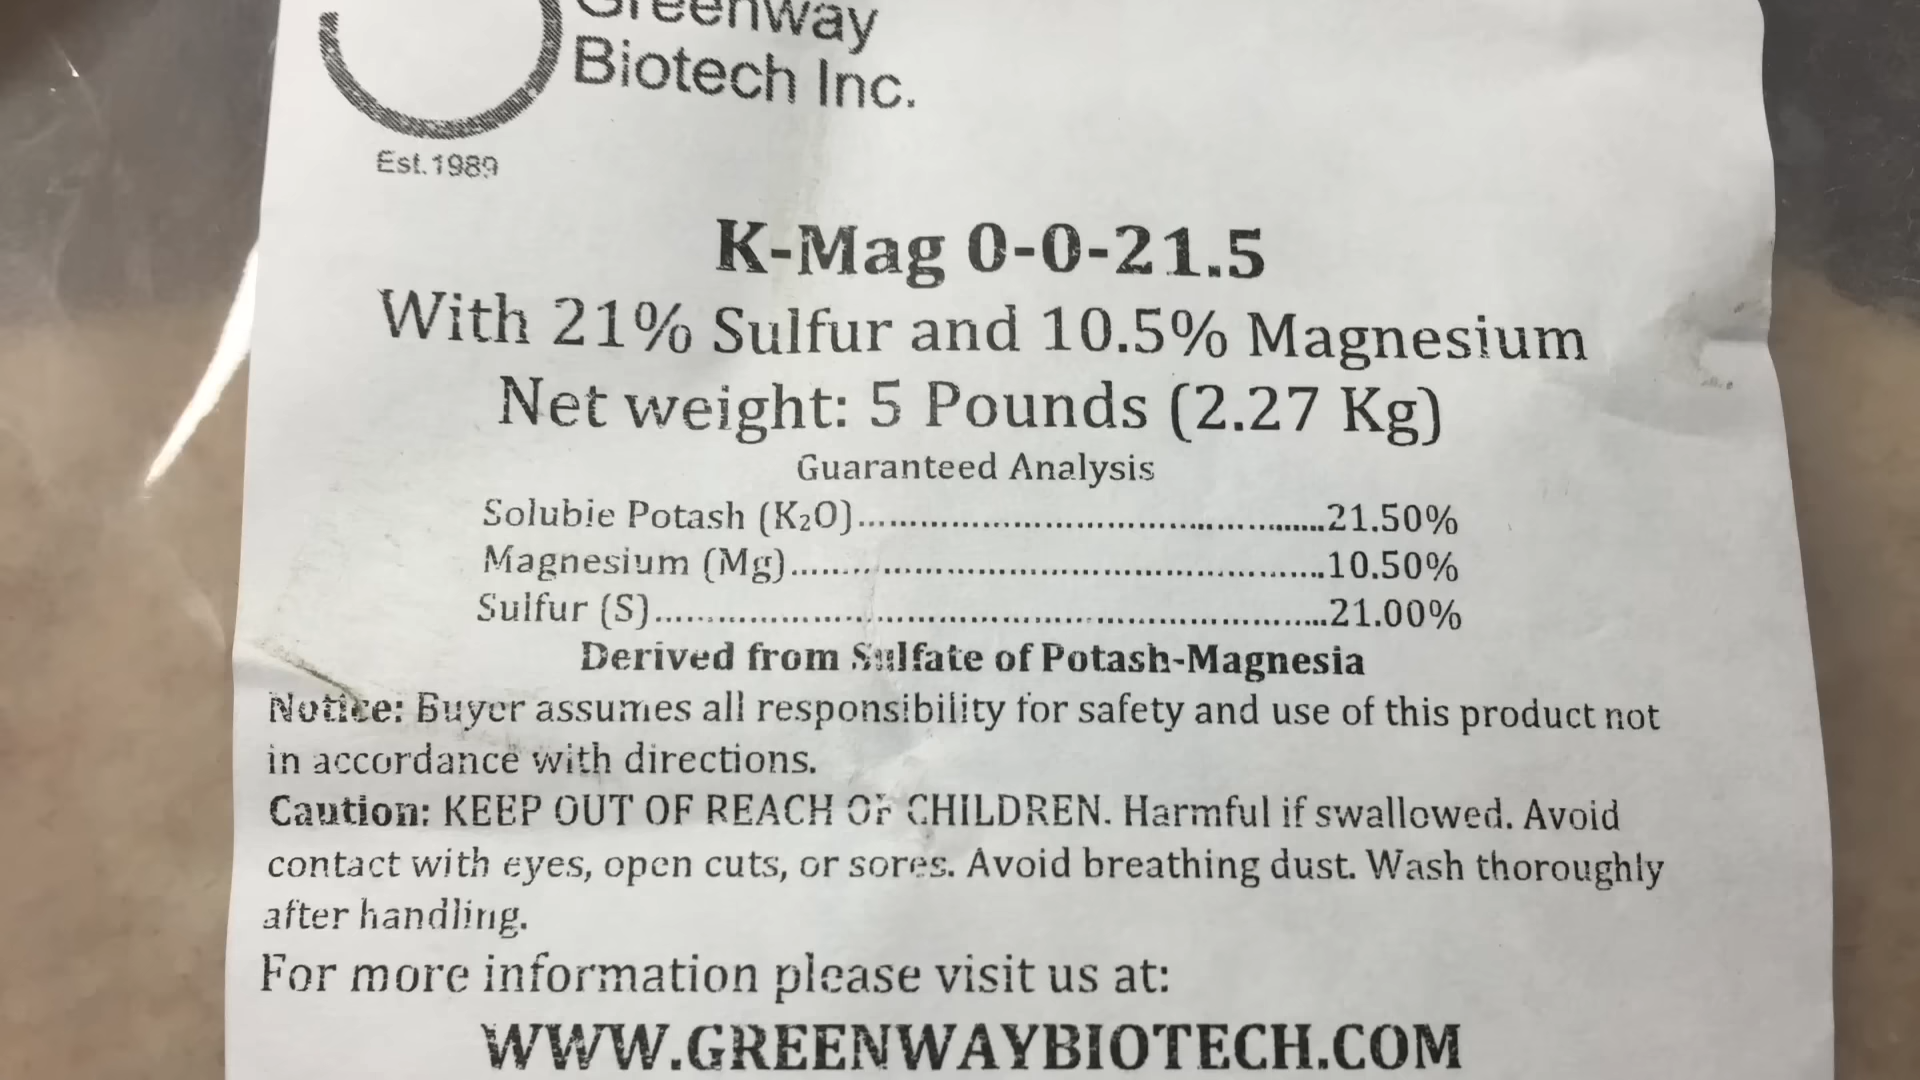 Greenway
Biotech Inc.
Est.1989
K-Mag 0-0-21.5
With 21% Sulfur and 10.5% Magnesium
Net weight: 5 Pounds (2.27 Kg)
Guaranteed Analysis
Soluble Potash (K₂O)..........................................21.50%
Magnesium (Mg)..........................................10.50%
Sulfur (S)..........................................21.00%
Derived from Sulfate of Potash-Magnesia
Notice: Buyer assumes all responsibility for safety and use of this product not
in accordance with directions.
Caution: KEEP OUT OF REACH OF CHILDREN. Harmful if swallowed. Avoid
contact with eyes, open cuts, or sores. Avoid breathing dust. Wash thoroughly
after handling.
For more information please visit us at:
WWW.GREENWAYBIOTECH.COM